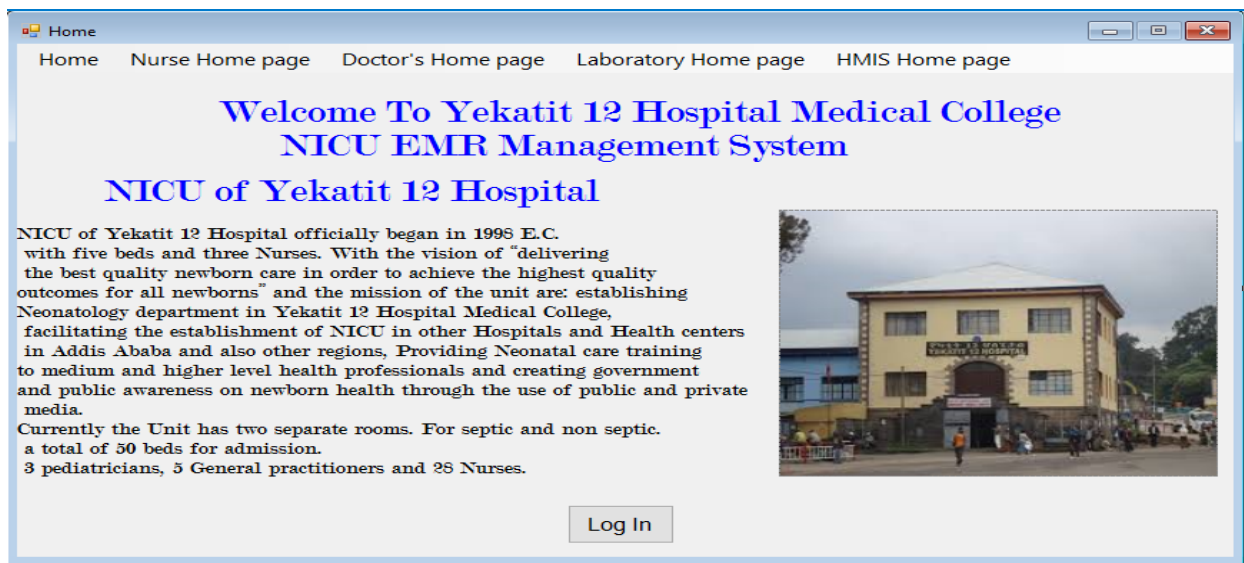 Home
Home Nurse Home page Doctor's Home page Laboratory Home page HMIS Home page
Welcome To Yekatit 12 Hospital Medical College
NICU EMR Management System
NICU of Yekatit 12 Hospital
NICU of Yekatit 12 Hospital officially began in 1998 E.C.
with five beds and three Nurses. With the vision of "delivering
the best quality newborn care in order to achieve the highest quality
outcomes for all newborns" and the mission of the unit are: establishing
Neonatology department in Yekatit 12 Hospital Medical College,
facilitating the establishment of NICU in other Hospitals and Health centers
in Addis Ababa and also other regions, Providing Neonatal care training
to medium and higher level health professionals and creating government
and public awareness on newborn health through the use of public and private
media.
Currently the Unit has two separate rooms. For septic and non septic.
a total of 50 beds for admission.
3 pediatricians, 5 General practitioners and 28 Nurses.
YEKATIT 12 HOSPITAL
Log In